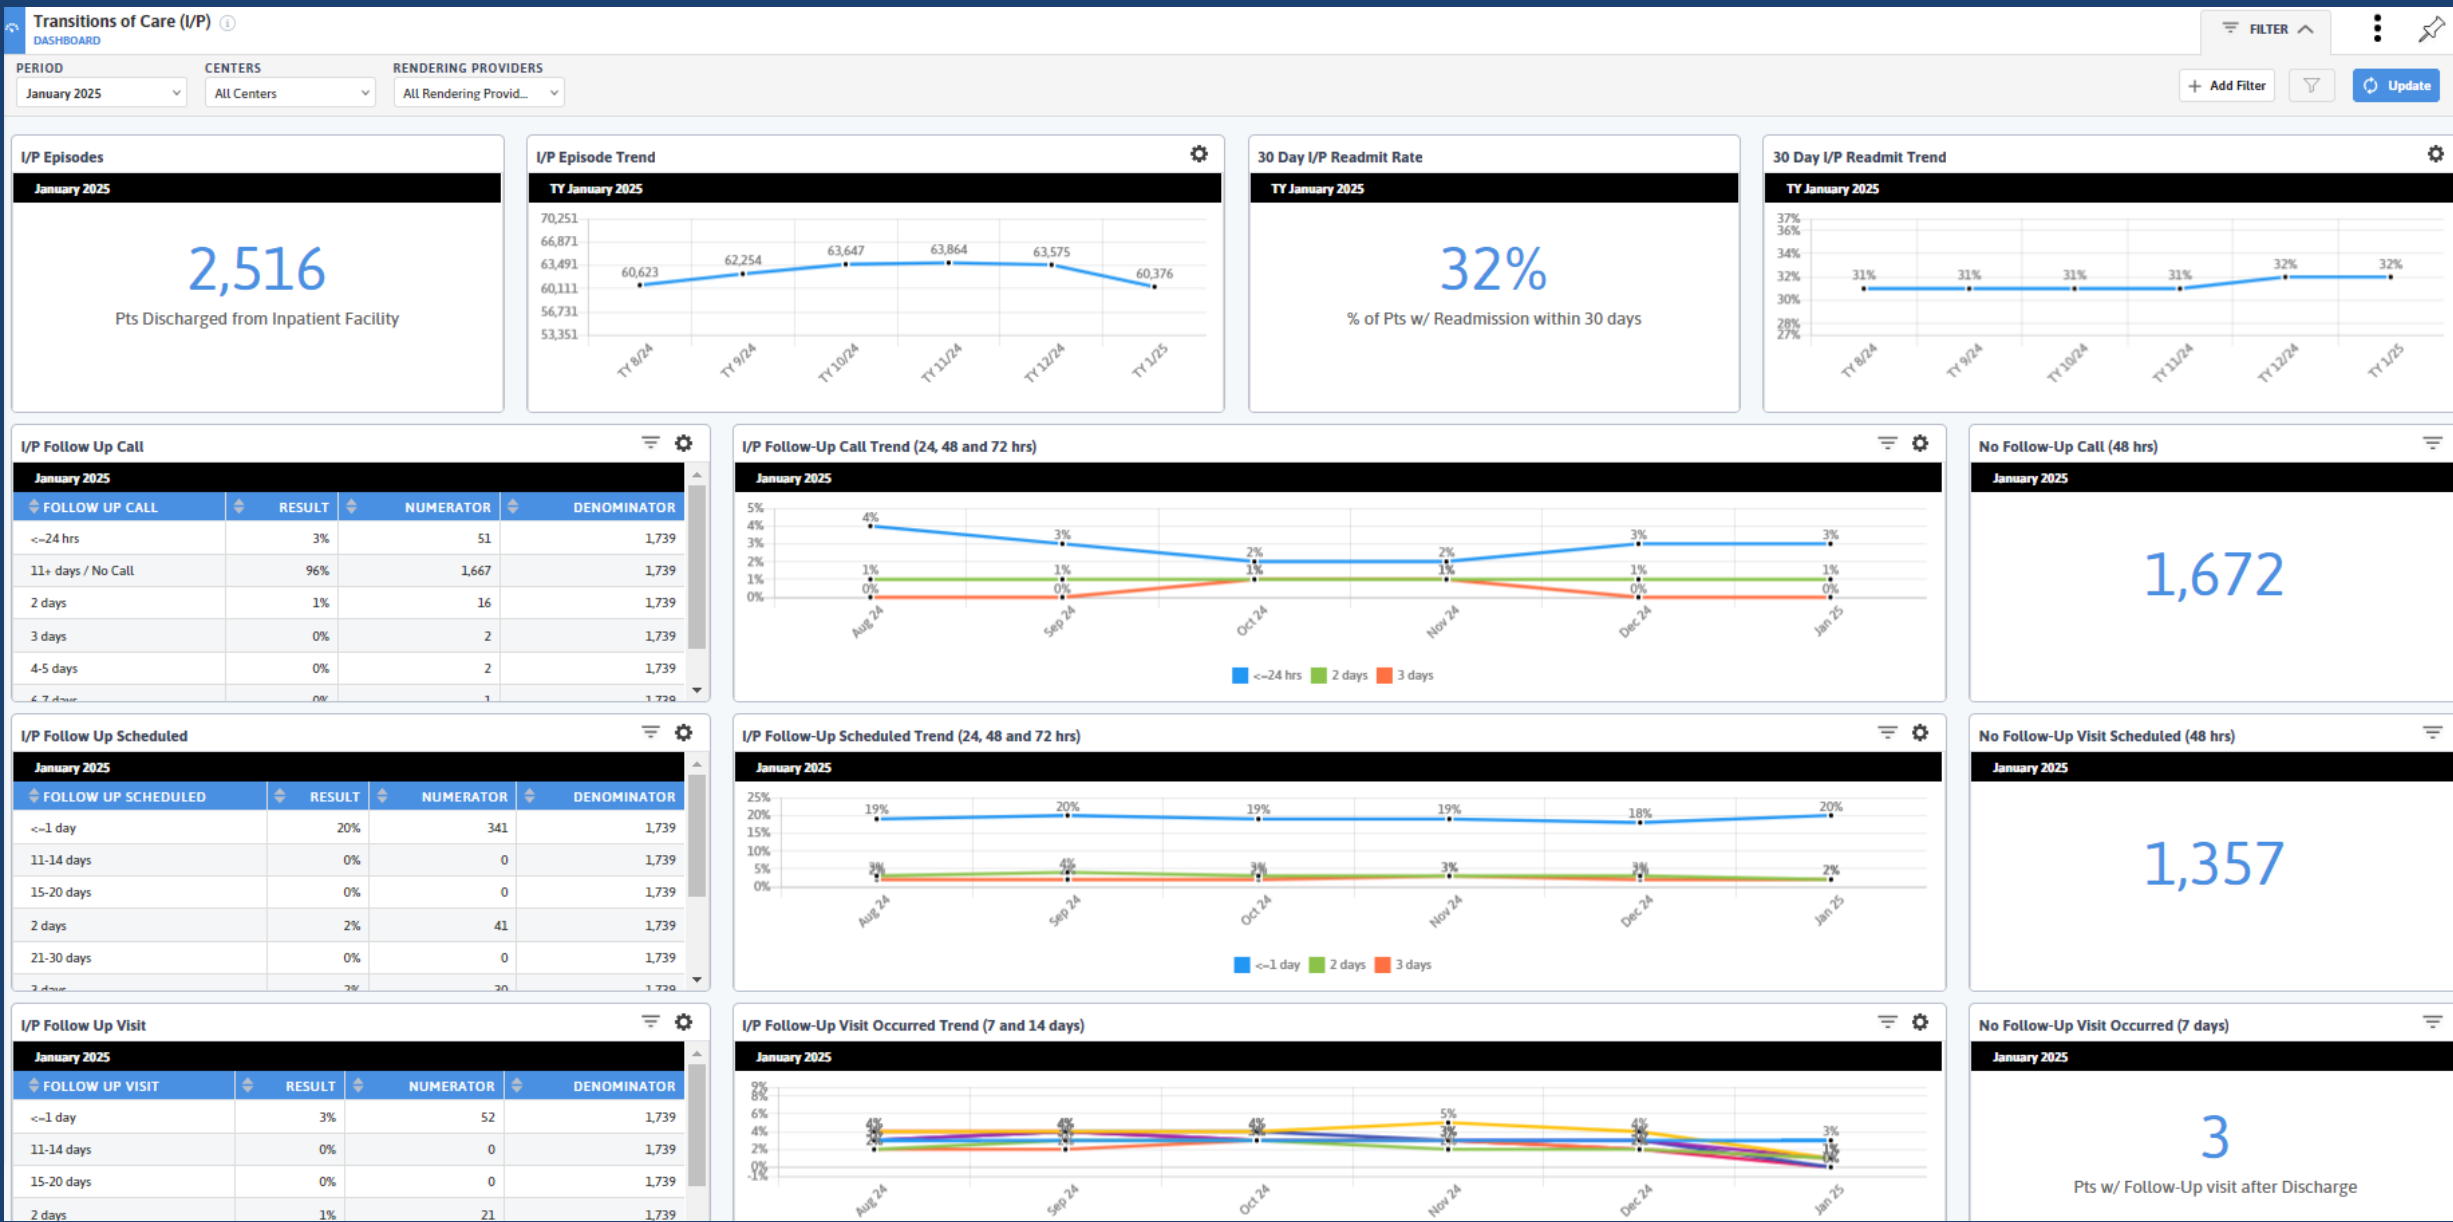 Transitions of Care (I/P)
DASHBOARD
FILTER
PERIOD
CENTERS
RENDERING PROVIDERS
January 2025
All Centers
All Rendering Provid...
+ Add Filter
Update
I/P Episodes
January 2025
2,516
Pts Discharged from Inpatient Facility
I/P Episode Trend
TY January 2025
70,251
66,871
63,491
60,111
56,731
53,351
60,623
62,254
63,647
63,864
63,575
60,376
TY 8/24
TY 9/24
TY 10/24
TY 11/24
TY 12/24
TY 1/25
30 Day I/P Readmit Rate
TY January 2025
32%
% of Pts w/ Readmission within 30 days
30 Day I/P Readmit Trend
TY January 2025
37%
36%
34%
32%
30%
28%
27%
31%
31%
31%
31%
32%
32%
TY 8/24
TY 9/24
TY 10/24
TY 11/24
TY 12/24
TY 1/25
I/P Follow Up Call
January 2025
FOLLOW UP CALL RESULT NUMERATOR DENOMINATOR
<=24 hrs 3% 51 1,739
11+ days / No Call 96% 1,667 1,739
2 days 1% 16 1,739
3 days 0% 2 1,739
4-5 days 0% 2 1,739
6-7 days 0% 1 1,739
I/P Follow-Up Call Trend (24, 48 and 72 hrs)
January 2025
5%
4%
3%
2%
1%
0%
4%
3%
2%
2%
3%
3%
1%
1%
1%
1%
1%
1%
0%
0%
0%
0%
Aug 24
Sep 24
Oct 24
Nov 24
Dec 24
Jan 25
<=24 hrs 2 days 3 days
No Follow-Up Call (48 hrs)
January 2025
1,672
I/P Follow Up Scheduled
January 2025
FOLLOW UP SCHEDULED RESULT NUMERATOR DENOMINATOR
<=1 day 20% 341 1,739
11-14 days 0% 0 1,739
15-20 days 0% 0 1,739
2 days 2% 41 1,739
21-30 days 0% 0 1,739
3 days 2% 30 1,739
I/P Follow-Up Scheduled Trend (24, 48 and 72 hrs)
January 2025
25%
20%
15%
10%
5%
0%
19%
20%
19%
19%
18%
20%
4%
3%
2%
Aug 24
Sep 24
Oct 24
Nov 24
Dec 24
Jan 25
<=1 day 2 days 3 days
No Follow-Up Visit Scheduled (48 hrs)
January 2025
1,357
I/P Follow Up Visit
January 2025
FOLLOW UP VISIT RESULT NUMERATOR DENOMINATOR
<=1 day 3% 52 1,739
11-14 days 0% 0 1,739
15-20 days 0% 0 1,739
2 days 1% 21 1,739
I/P Follow-Up Visit Occurred Trend (7 and 14 days)
January 2025
9%
8%
6%
4%
2%
0%
-1%
4%
4%
4%
5%
3%
4%
3%
Aug 24
Sep 24
Oct 24
Nov 24
Dec 24
Jan 25
No Follow-Up Visit Occurred (7 days)
January 2025
3
Pts w/ Follow-Up visit after Discharge